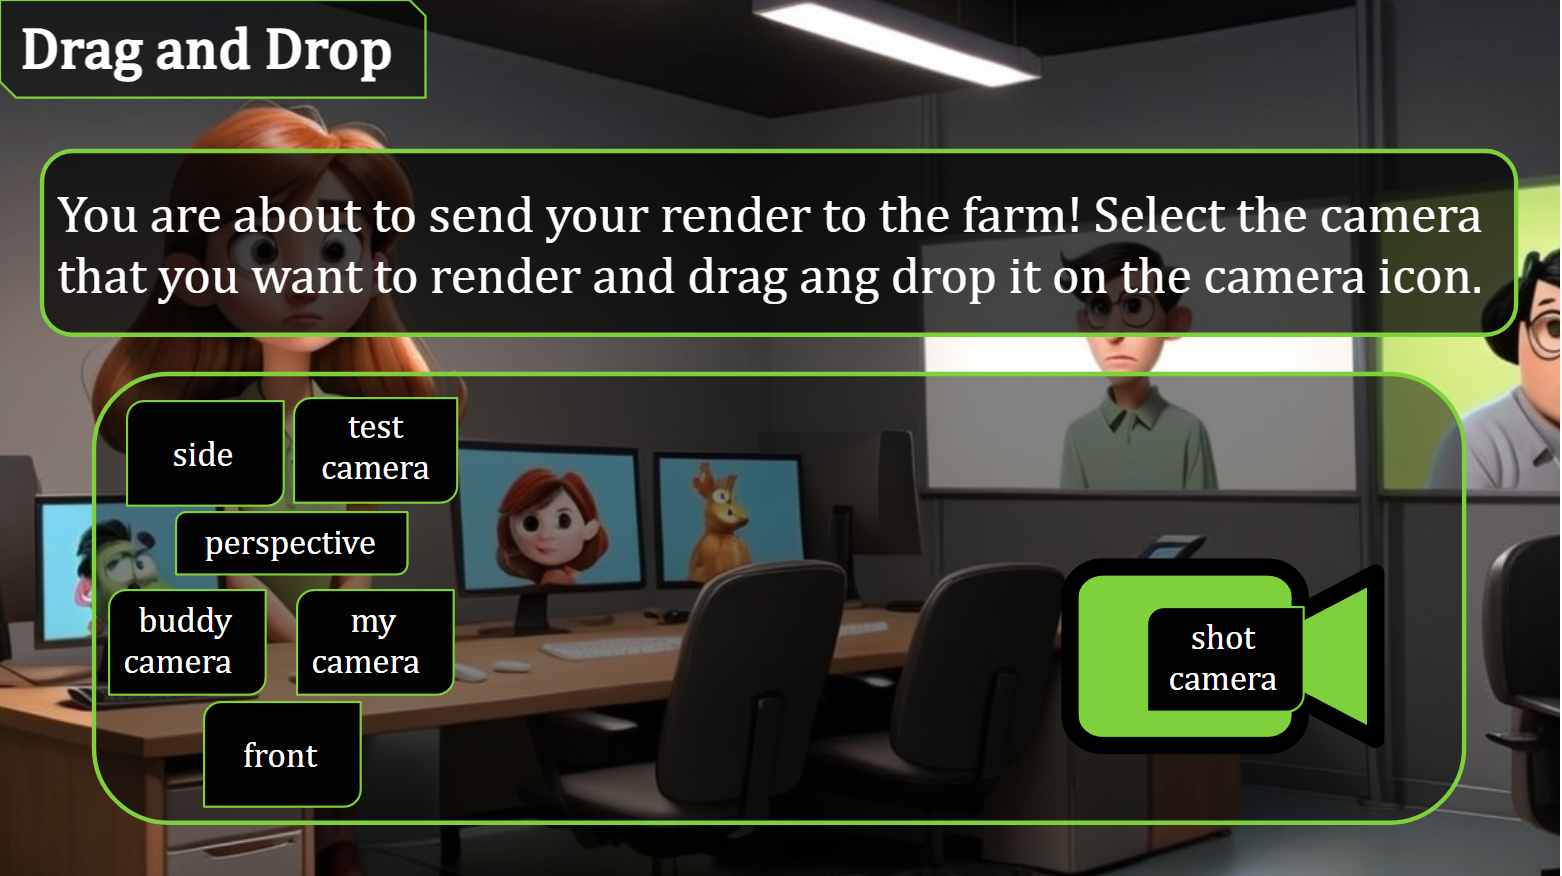 Drag and Drop
You are about to send your render to the farm! Select the camera
that you want to render and drag ang drop it on the camera icon.
side
test
camera
perspective
buddy
camera
my
camera
front
shot
camera